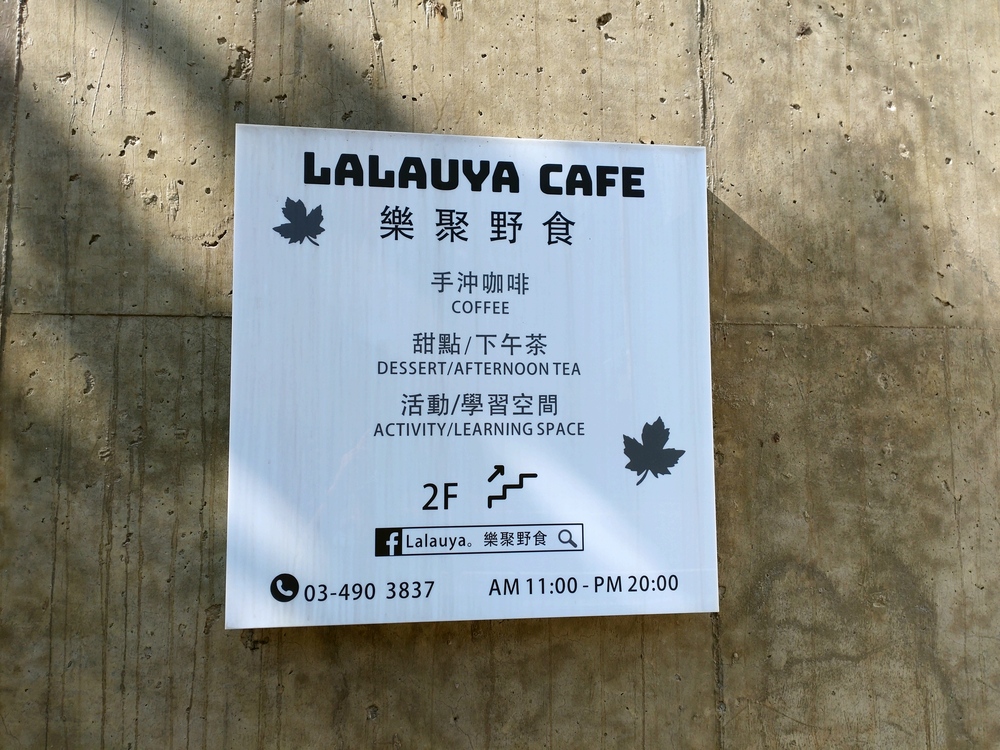 LALAUYA CAFE
樂聚野食
手沖咖啡
COFFEE
甜點/下午茶
DESSERT/AFTERNOON TEA
活動/學習空間
ACTIVITY/LEARNING SPACE
2F
Lalauya。樂聚野食
03-490 3837
AM 11:00 - PM 20:00